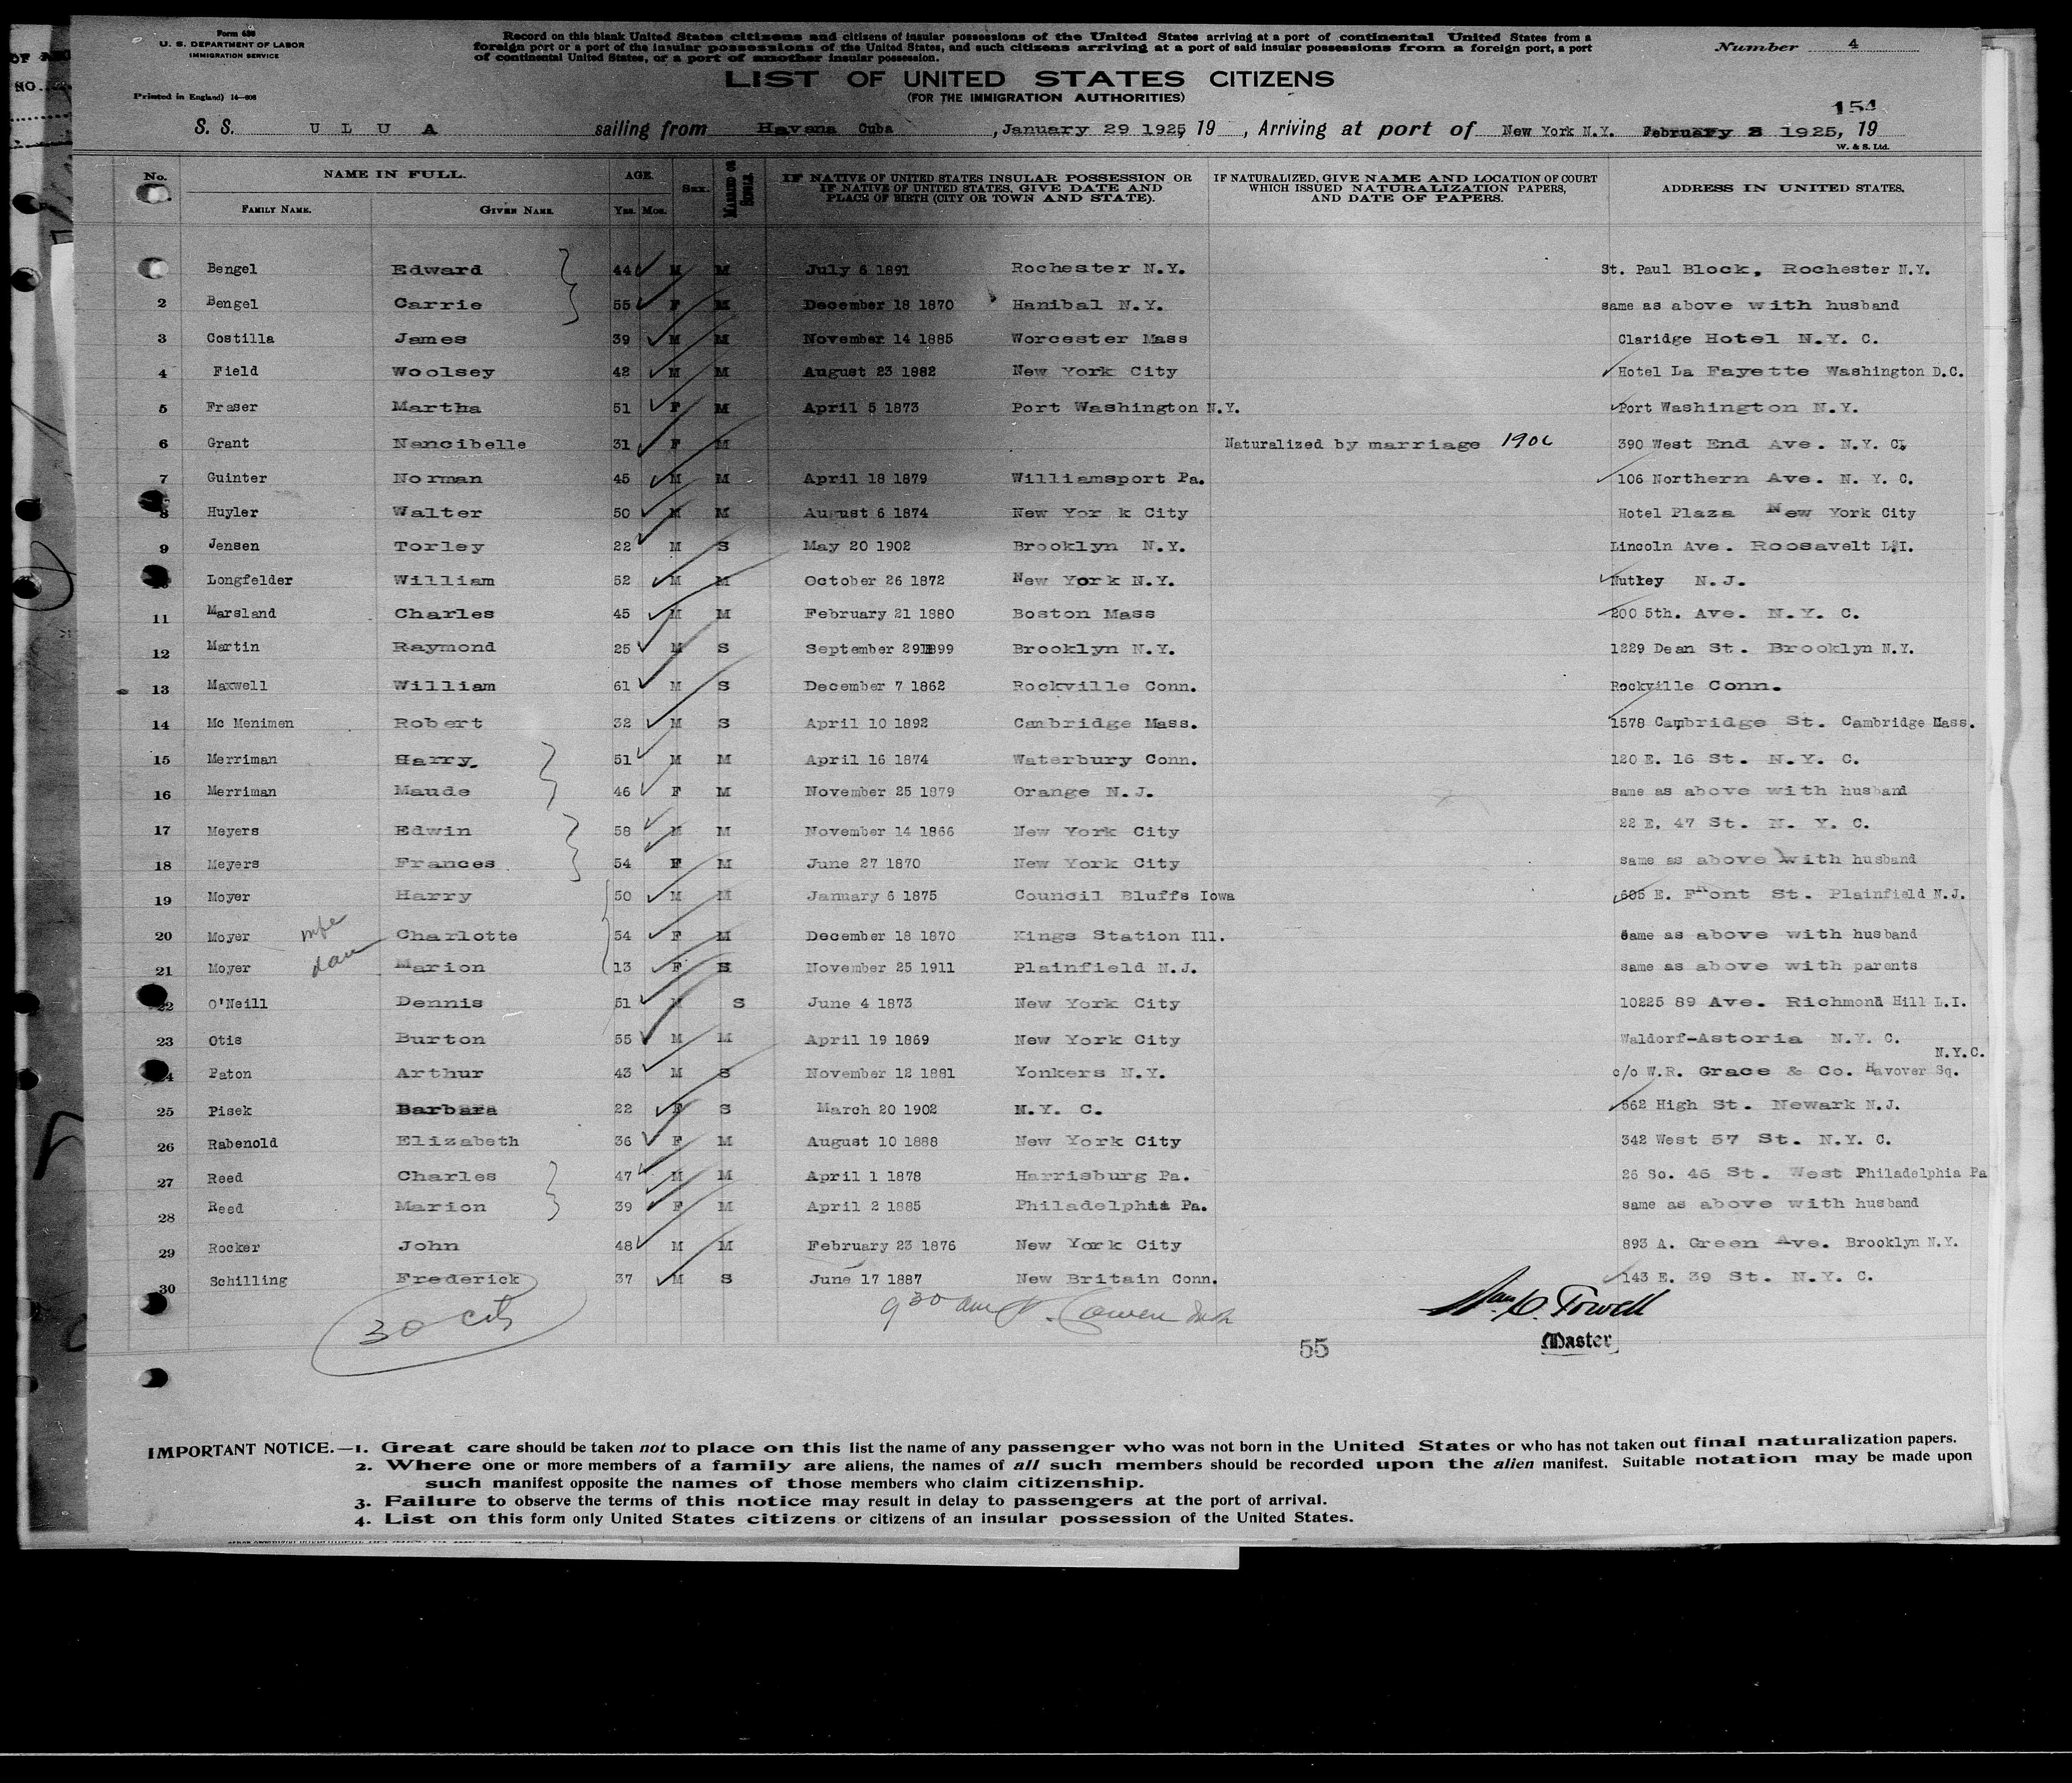 Form 430
U. S. DEPARTMENT OF LABOR
IMMIGRATION SERVICE
Printed in England) 14—808
Record on this blank United States citizens and citizens of insular possessions of the United States arriving at a port of continental United States from a
foreign port or a port of the insular possessions of the United States, and such citizens arriving at a port of said insular possessions from a foreign port, a port
of continental United States, or a port of another insular possession.
Number 4
LIST OF UNITED STATES CITIZENS
(FOR THE IMMIGRATION AUTHORITIES)
154
S. S. U L U A sailing from Havana Cuba , January 29 1925, 19 , Arriving at port of New York N.Y. February 3 1925, 19
W. & S. Ltd.
No. NAME IN FULL. AGE. Sex. MARRIED OR SINGLE. IF NATIVE OF UNITED STATES INSULAR POSSESSION OR IF NATIVE OF UNITED STATES, GIVE DATE AND PLACE OF BIRTH (CITY OR TOWN AND STATE). IF NATURALIZED, GIVE NAME AND LOCATION OF COURT WHICH ISSUED NATURALIZATION PAPERS, AND DATE OF PAPERS. ADDRESS IN UNITED STATES.
FAMILY NAME. GIVEN NAME. Yrs. Mos.
Bengel Edward 44 M M July 6 1891 Rochester N.Y. St. Paul Block, Rochester N.Y.
2 Bengel Carrie 55 F M December 18 1870 Hanibal N.Y. same as above with husband
3 Costilla James 39 M M November 14 1885 Worcester Mass Claridge Hotel N.Y. C.
4 Field Woolsey 42 M M August 23 1882 New York City Hotel La Fayette Washington D.C.
5 Fraser Martha 51 F M April 5 1873 Port Washington N.Y. Port Washington N.Y.
6 Grant Nancibelle 31 F M Naturalized by marriage 390 West End Ave. N.Y. C.
7 Guinter Norman 45 M M April 18 1879 Williamsport Pa. 106 Northern Ave. N. Y. C.
8 Huyler Walter 50 M M August 6 1874 New Yor k City Hotel Plaza New York City
9 Jensen Torley 22 M S May 20 1902 Brooklyn N.Y. Lincoln Ave. Roosavelt L.I.
Longfelder William 52 M M October 26 1872 New York N.Y. Nutley N.J.
11 Marsland Charles 45 M M February 21 1880 Boston Mass 200 5th. Ave. N.Y. C.
12 Martin Raymond 25 M S September 29 1899 Brooklyn N.Y. 1229 Dean St. Brooklyn N.Y.
13 Maxwell William 61 M S December 7 1862 Rockville Conn. Rockville Conn.
14 Mc Menimen Robert 32 M S April 10 1892 Cambridge Mass. 1578 Cambridge St. Cambridge Mass.
15 Merriman Harry 51 M M April 16 1874 Waterbury Conn. 120 E. 16 St. N.Y. C.
16 Merriman Maude 46 F M November 25 1879 Orange N.J. same as above with husband
17 Meyers Edwin 58 M M November 14 1866 New York City 22 E. 47 St. N. Y. C.
18 Meyers Frances 54 F M June 27 1870 New York City same as above with husband
19 Moyer Harry 50 M M January 6 1875 Council Bluffs Iowa 605 E. Front St. Plainfield N.J.
20 Moyer wife Charlotte 54 F M December 18 1870 Kings Station Ill. same as above with husband
21 Moyer dau Marion 13 F S November 25 1911 Plainfield N.J. same as above with parents
22 O'Neill Dennis 51 M S June 4 1873 New York City 10225 89 Ave. Richmond Hill L.I.
23 Otis Burton 55 M M April 19 1869 New York City Waldorf-Astoria N.Y. C.
4 Paton Arthur 43 M S November 12 1881 Yonkers N.Y. c/o W.R. Grace & Co. Havover Sq. N.Y.C.
25 Pisek Barbara 22 F S March 20 1902 N.Y. C. 562 High St. Newark N.J.
26 Rabenold Elizabeth 36 F M August 10 1888 New York City 342 West 57 St. N.Y. C.
27 Reed Charles 47 M M April 1 1878 Harrisburg Pa. 26 So. 46 St. West Philadelphia Pa
28 Reed Marion 39 F M April 2 1885 Philadelphia Pa. same as above with husband
29 Rocker John 48 M M February 23 1876 New York City 893 A. Green Ave. Brooklyn N.Y.
30 Schilling Frederick 37 M S June 17 1887 New Britain Conn. 143 E. 39 St. N.Y. C.
30 cits
9 30 am
55
Master
IMPORTANT NOTICE.—1. Great care should be taken not to place on this list the name of any passenger who was not born in the United States or who has not taken out final naturalization papers.
2. Where one or more members of a family are aliens, the names of all such members should be recorded upon the alien manifest. Suitable notation may be made upon
such manifest opposite the names of those members who claim citizenship.
3. Failure to observe the terms of this notice may result in delay to passengers at the port of arrival.
4. List on this form only United States citizens or citizens of an insular possession of the United States.